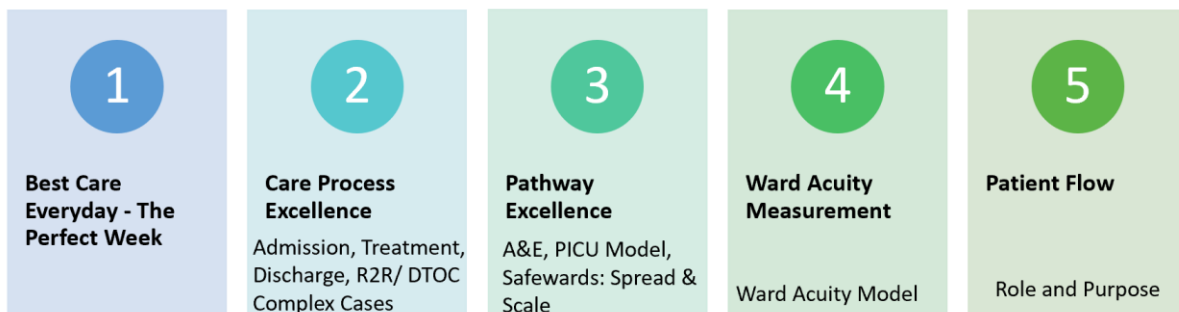 1
Best Care
Everyday - The
Perfect Week
2
Care Process
Excellence
Admission, Treatment,
Discharge, R2R/ DTOC
Complex Cases
3
Pathway
Excellence
A&E, PICU Model,
Safewards: Spread &
Scale
4
Ward Acuity
Measurement
Ward Acuity Model
5
Patient Flow
Role and Purpose